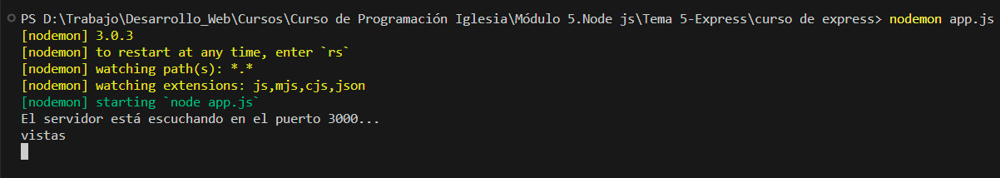 PS D:\Trabajo\Desarrollo_Web\Cursos\Curso de Programación Iglesia\Módulo 5.Node js\Tema 5-Express\curso de express> nodemon app.js
[nodemon] 3.0.3
[nodemon] to restart at any time, enter `rs`
[nodemon] watching path(s): *.*
[nodemon] watching extensions: js,mjs,cjs,json
[nodemon] starting `node app.js`
El servidor está escuchando en el puerto 3000...
vistas